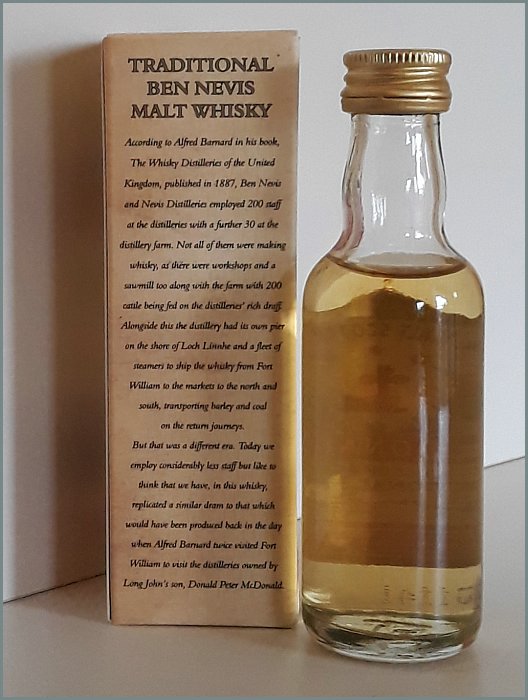 TRADITIONAL
BEN NEVIS
MALT WHISKY
According to Alfred Barnard in his book,
The Whisky Distilleries of the United
Kingdom, published in 1887, Ben Nevis
and Nevis Distilleries employed 200 staff
at the distilleries with a further 30 at the
distillery farm. Not all of them were making
whisky, as there were workshops and a
sawmill too along with the farm with 200
cattle being fed on the distilleries' rich draff.
Alongside this the distillery had its own pier
on the shore of Loch Linnhe and a fleet of
steamers to ship the whisky from Fort
William to the markets to the north and
south, transporting barley and coal
on the return journeys.
But that was a different era. Today we
employ considerably less staff but like to
think that we have, in this whisky,
replicated a similar dram to that which
would have been produced back in the day
when Alfred Barnard twice visited Fort
William to visit the distilleries owned by
Long John's son, Donald Peter McDonald.